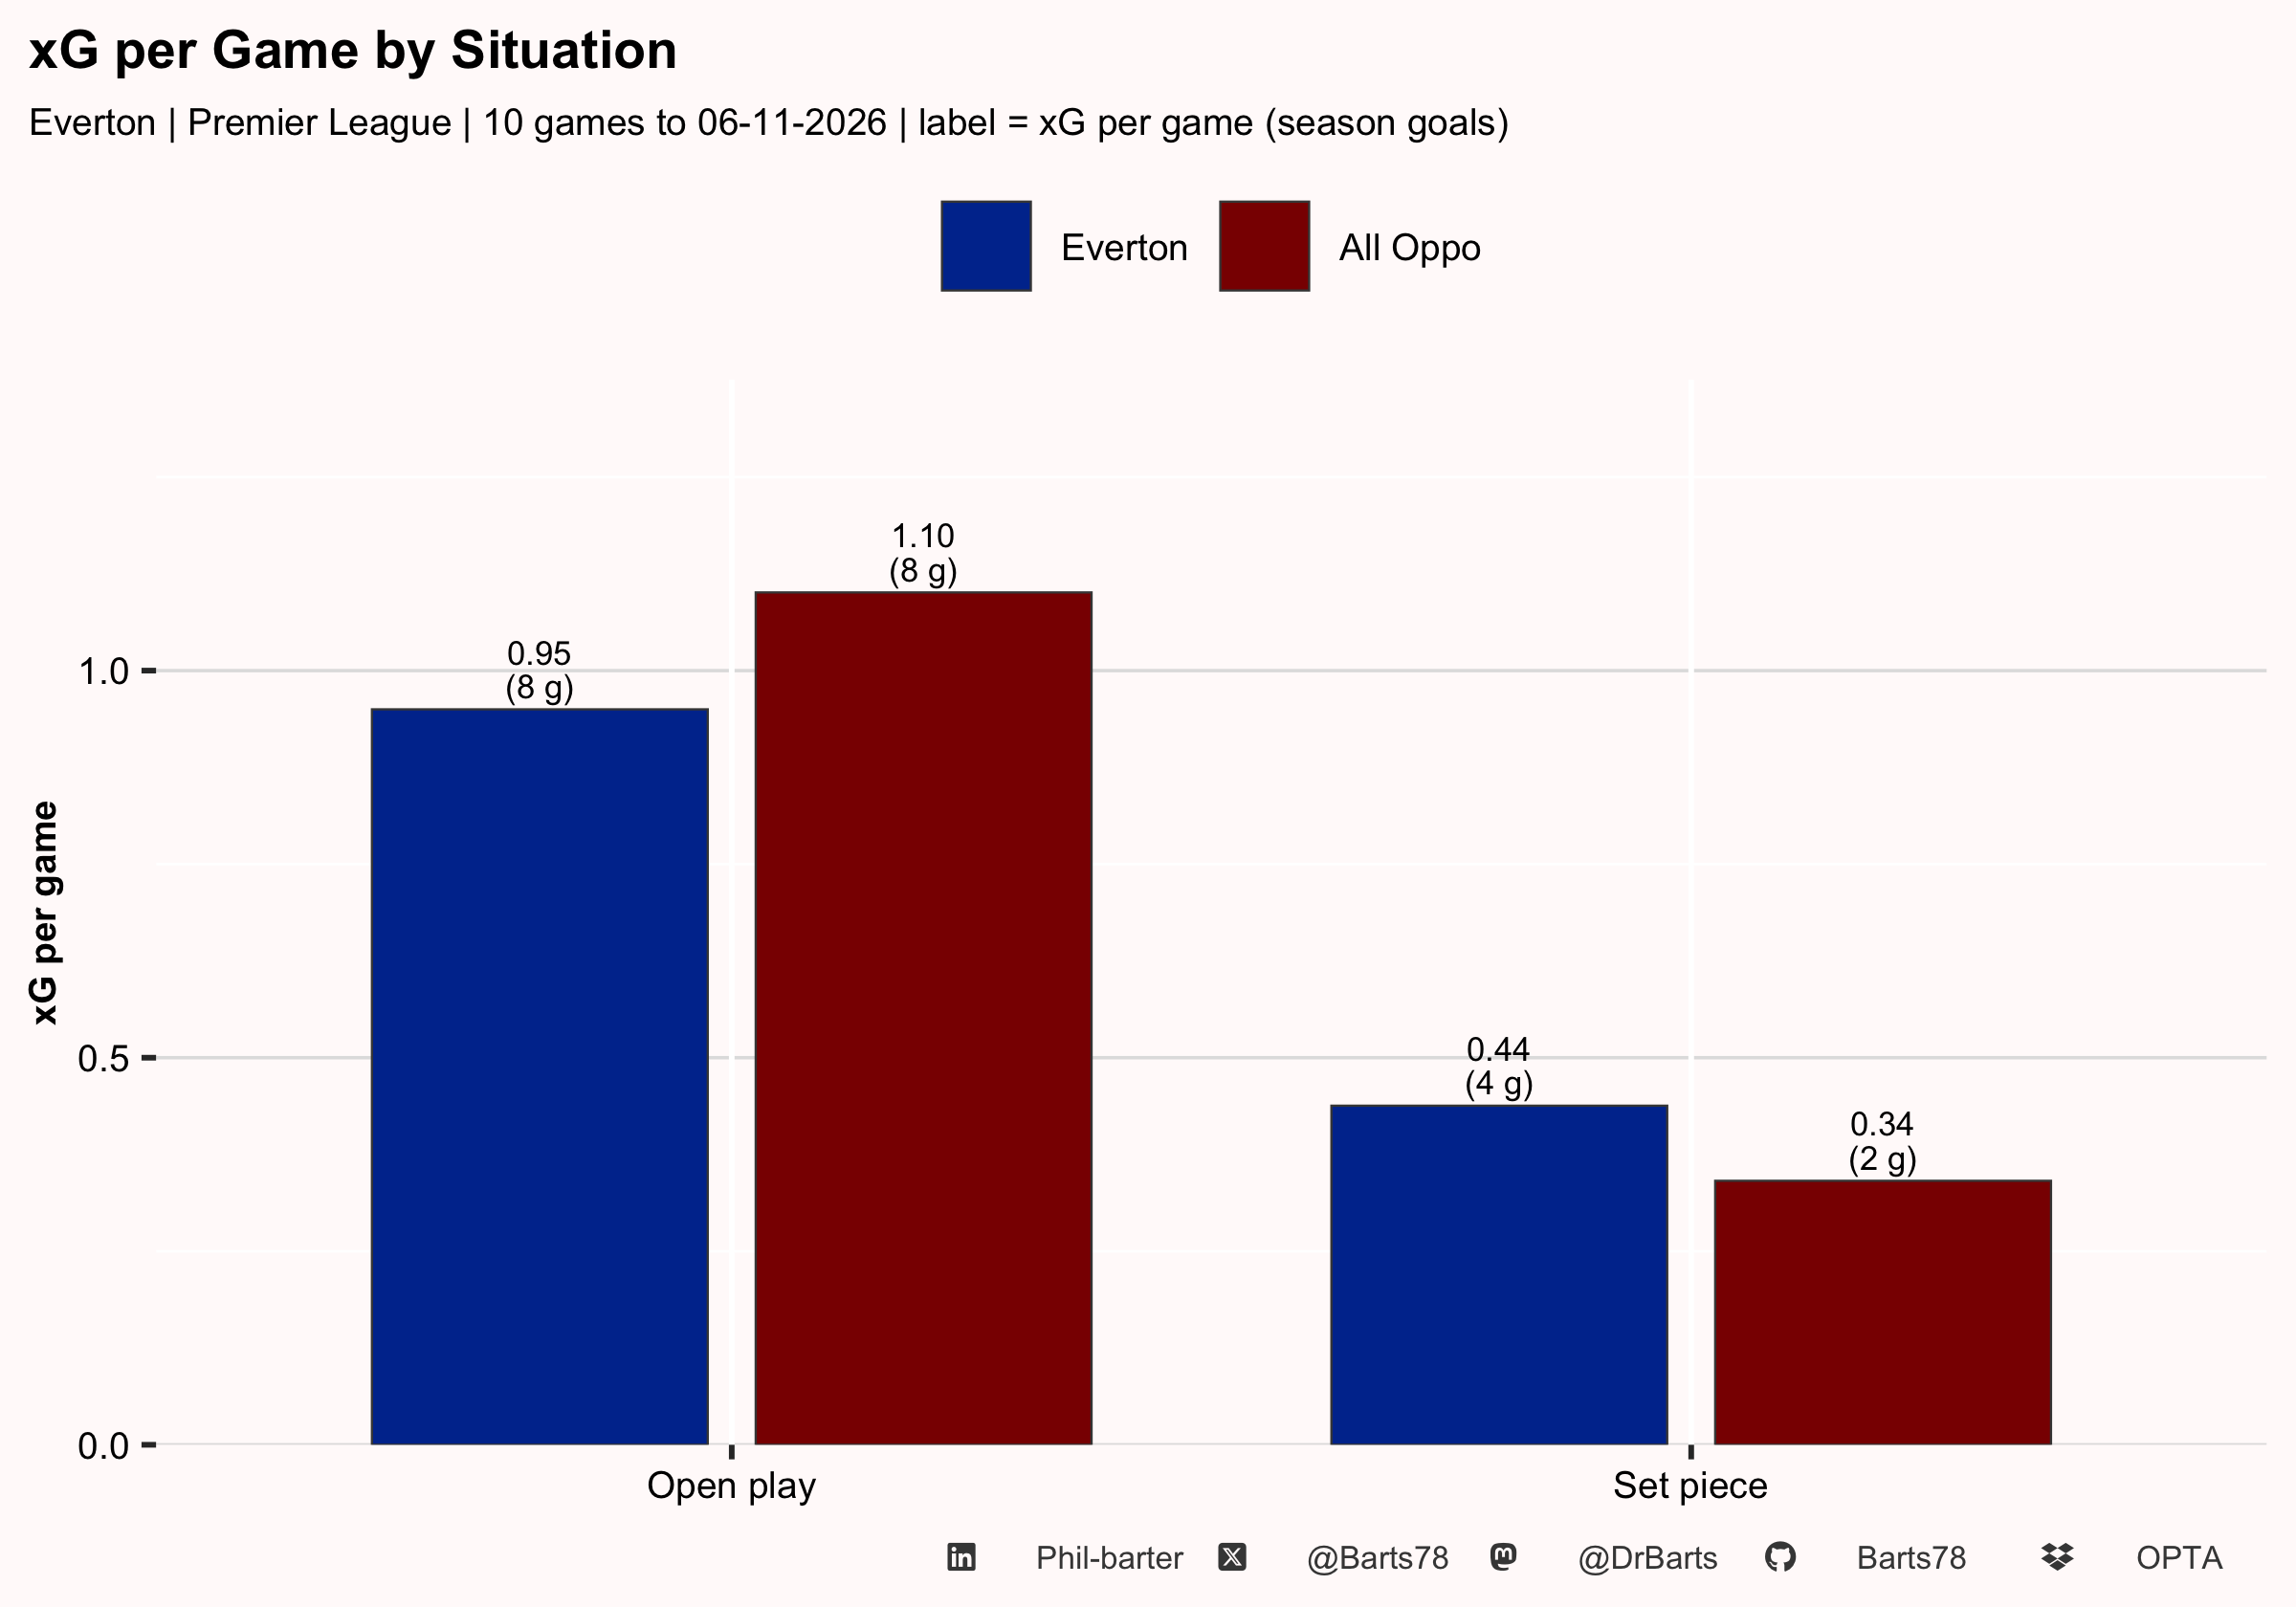 xG per Game by Situation
Everton | Premier League | 10 games to 06-11-2026 | label = xG per game (season goals)
Everton
All Oppo
1.10
(8 g)
0.95
(8 g)
1.0
0.44
(4 g)
0.5
0.34
(2 g)
xG per game
0.0
Open play
Set piece
Phil-barter @Barts78 @DrBarts Barts78 OPTA